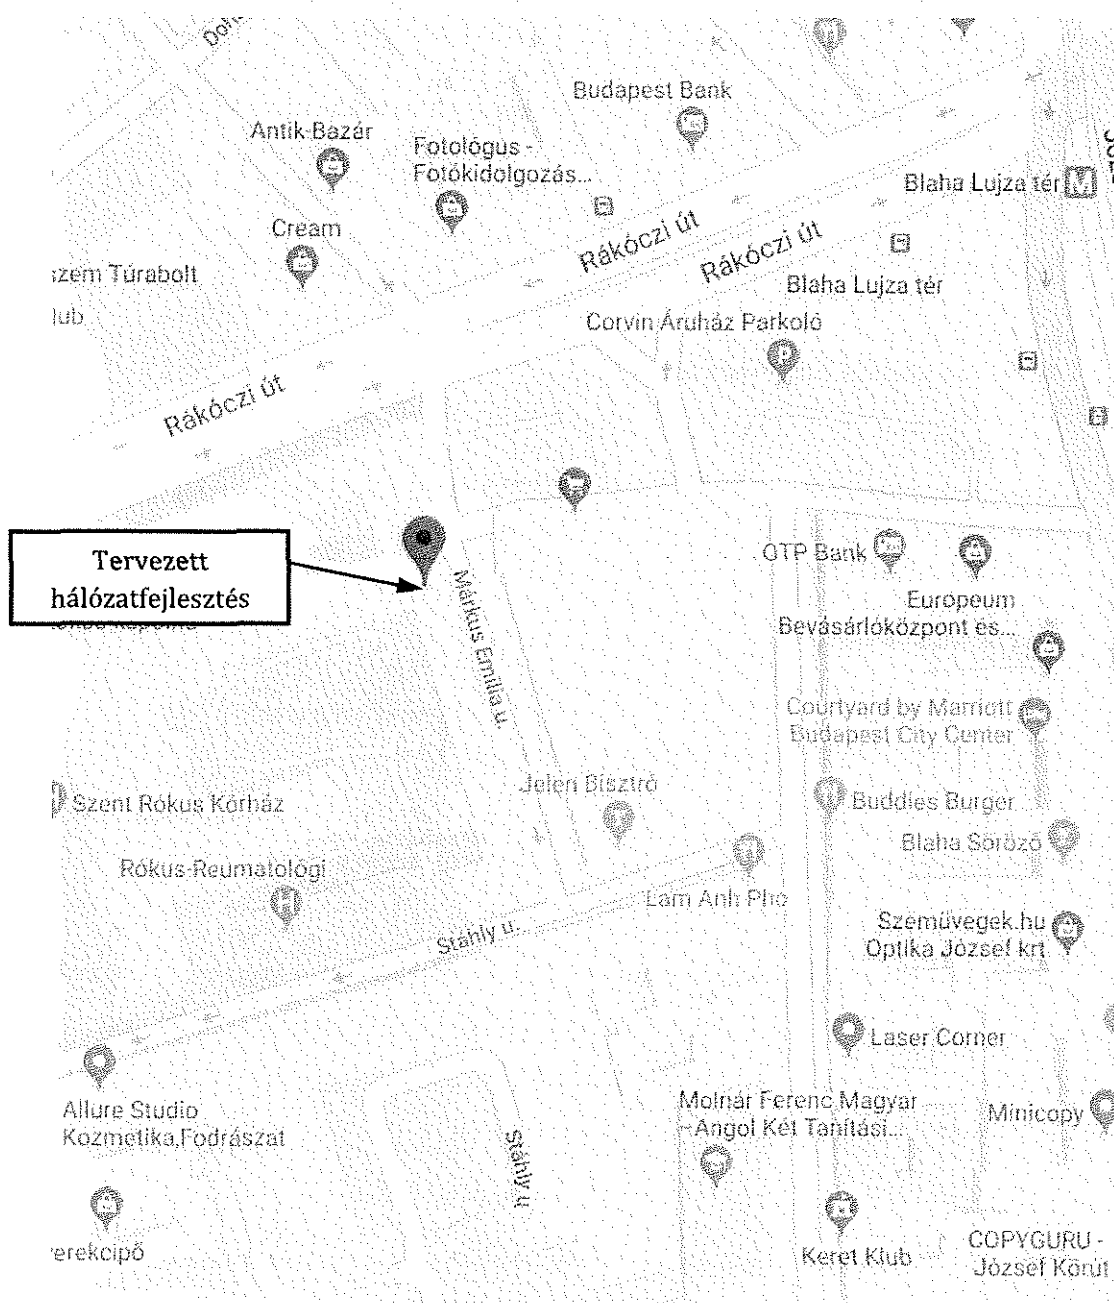 Budapest Bank
Antik Bazár
Fotológus -
Fotókidolgozás...
Blaha Lujza tér
Cream
Rákóczi út
Rákóczi út
Túrabolt
Blaha Lujza tér
Corvin Áruház Parkoló
Rákóczi út
Tervezett
hálózatfejlesztés
OTP Bank
Europeum
Bevásárlóközpont és...
Márkus Emília u.
Courtyard by Marriott
Budapest City Center
Jelen Bisztró
Szent Rókus Kórház
Buddies Burger
Blaha Söröző
Rókus-Reumatológi
Lam Anh Pho
Szemüvegek.hu
Optika József krt
Stáhly u.
Laser Corner
Allure Studio
Kozmetika,Fodrászat
Molnár Ferenc Magyar
-Angol Két Tanítási...
Minicopy
Stáhly u.
erekcipő
Keret Klub
COPYGURU -
József Körút